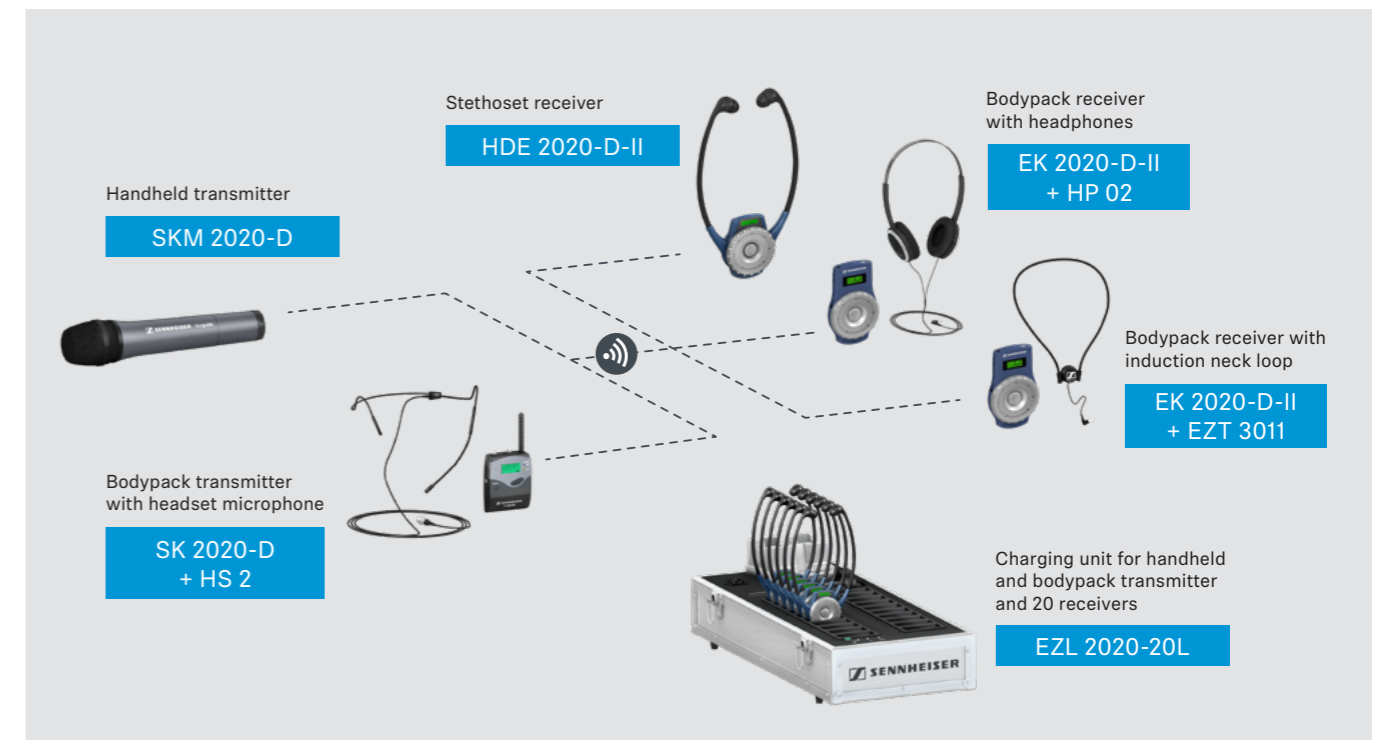 Stethoset receiver
HDE 2020-D-II
Bodypack receiver
with headphones
EK 2020-D-II
+ HP 02
Handheld transmitter
SKM 2020-D
SENNHEISER
Bodypack receiver with
induction neck loop
EK 2020-D-II
+ EZT 3011
Bodypack transmitter
with headset microphone
SK 2020-D
+ HS 2
Charging unit for handheld
and bodypack transmitter
and 20 receivers
EZL 2020-20L
SENNHEISER